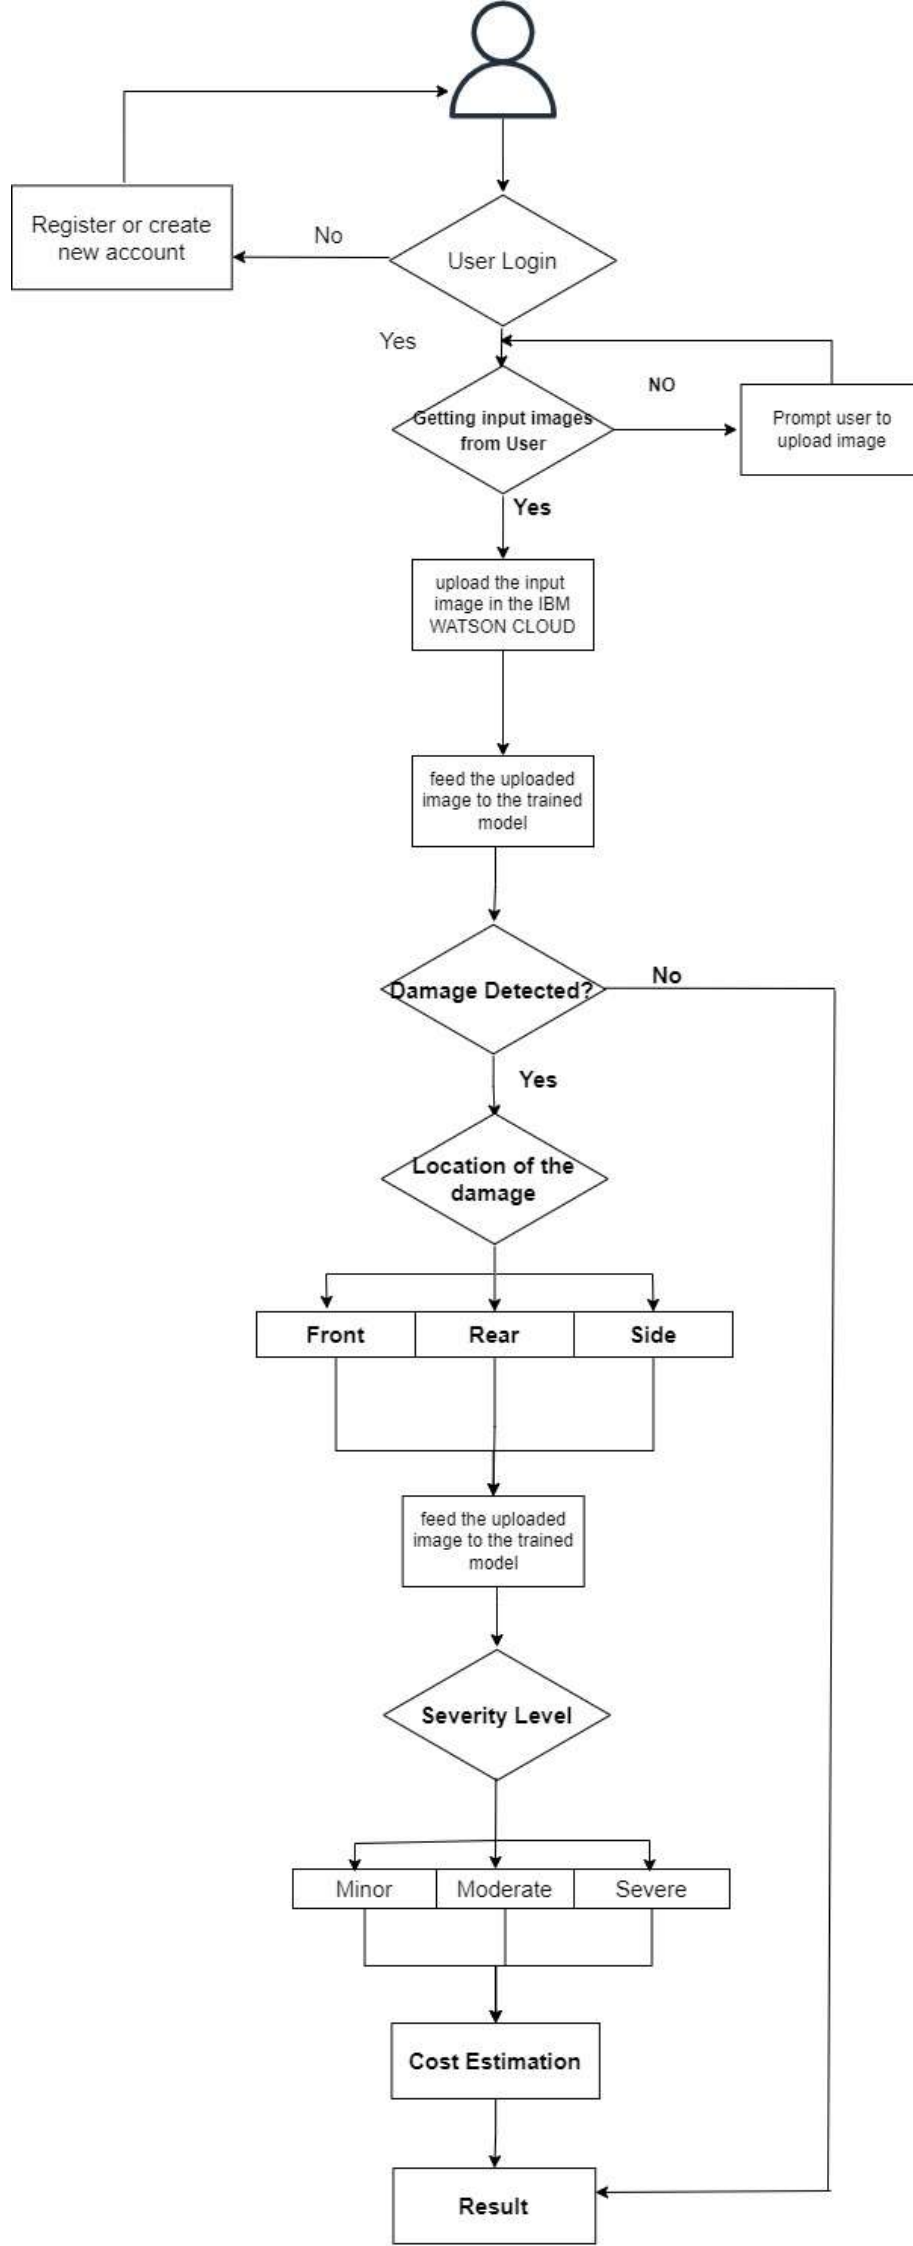 Register or create
new account
No
User Login
Yes
NO
Getting input images
from User
Prompt user to
upload image
Yes
upload the input
image in the IBM
WATSON CLOUD
feed the uploaded
image to the trained
model
Damage Detected?
No
Yes
Location of the
damage
Front
Rear
Side
feed the uploaded
image to the trained
model
Severity Level
Minor
Moderate
Severe
Cost Estimation
Result